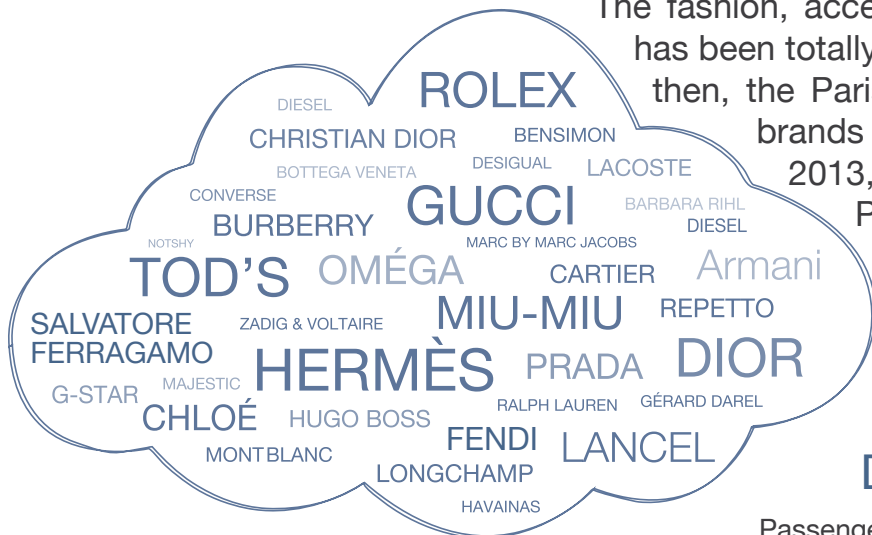 The fashion,
has been totally
then, the
brands
2013,
ROLEX
DIESEL
CHRISTIAN DIOR
BENSIMON
BOTTEGA VENETA
DESIGUAL
LACOSTE
CONVERSE
GUCCI
BARBARA RIHL
BURBERRY
DIESEL
NOTSHY
MARC BY MARC JACOBS
TOD'S
OMÉGA
CARTIER
Armani
SALVATORE
FERRAGAMO
ZADIG & VOLTAIRE
MIU-MIU
REPETTO
HERMÈS
PRADA
DIOR
G-STAR
MAJESTIC
RALPH LAUREN
GÉRARD DAREL
CHLOÉ
HUGO BOSS
FENDI
LANCEL
MONTBLANC
LONGCHAMP
HAVAINAS